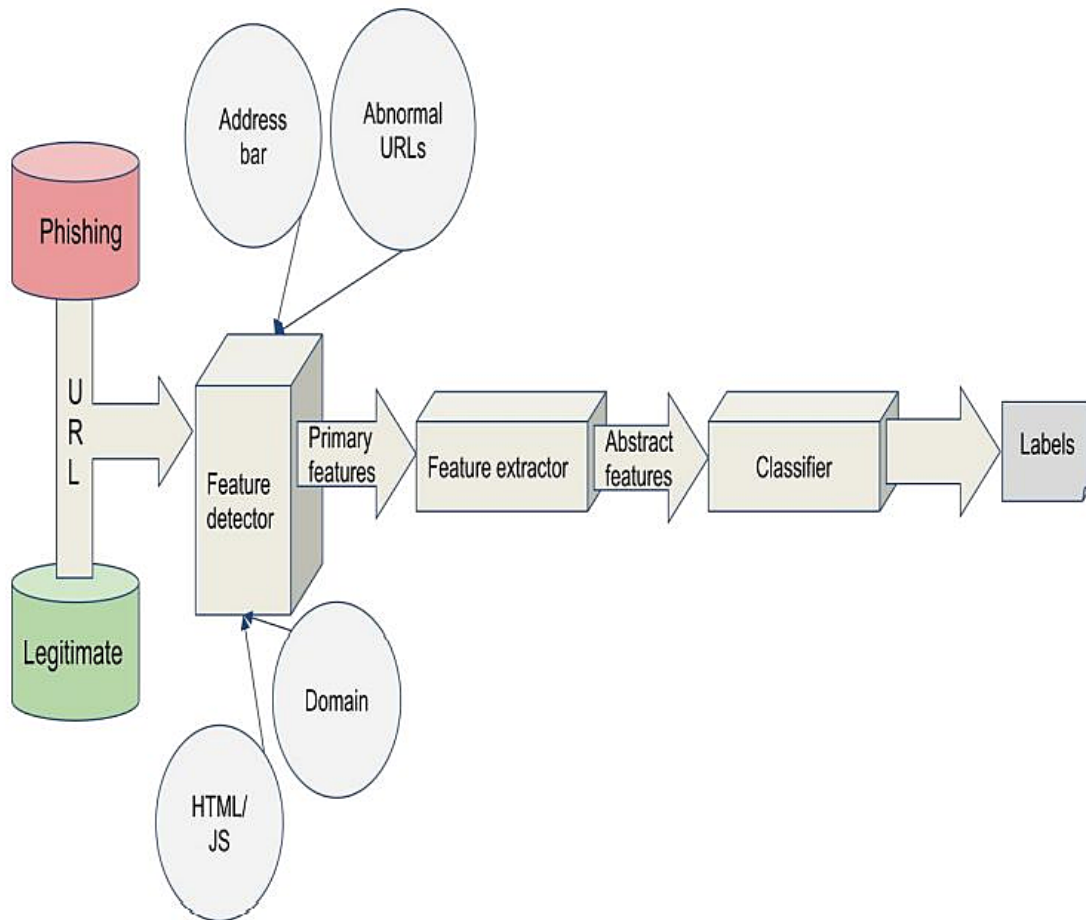 Address
bar
Abnormal
URLs
Phishing
U
R
L
Legitimate
Feature
detector
Primary
features
Feature extractor
Abstract
features
Classifier
Labels
Domain
HTML/
JS